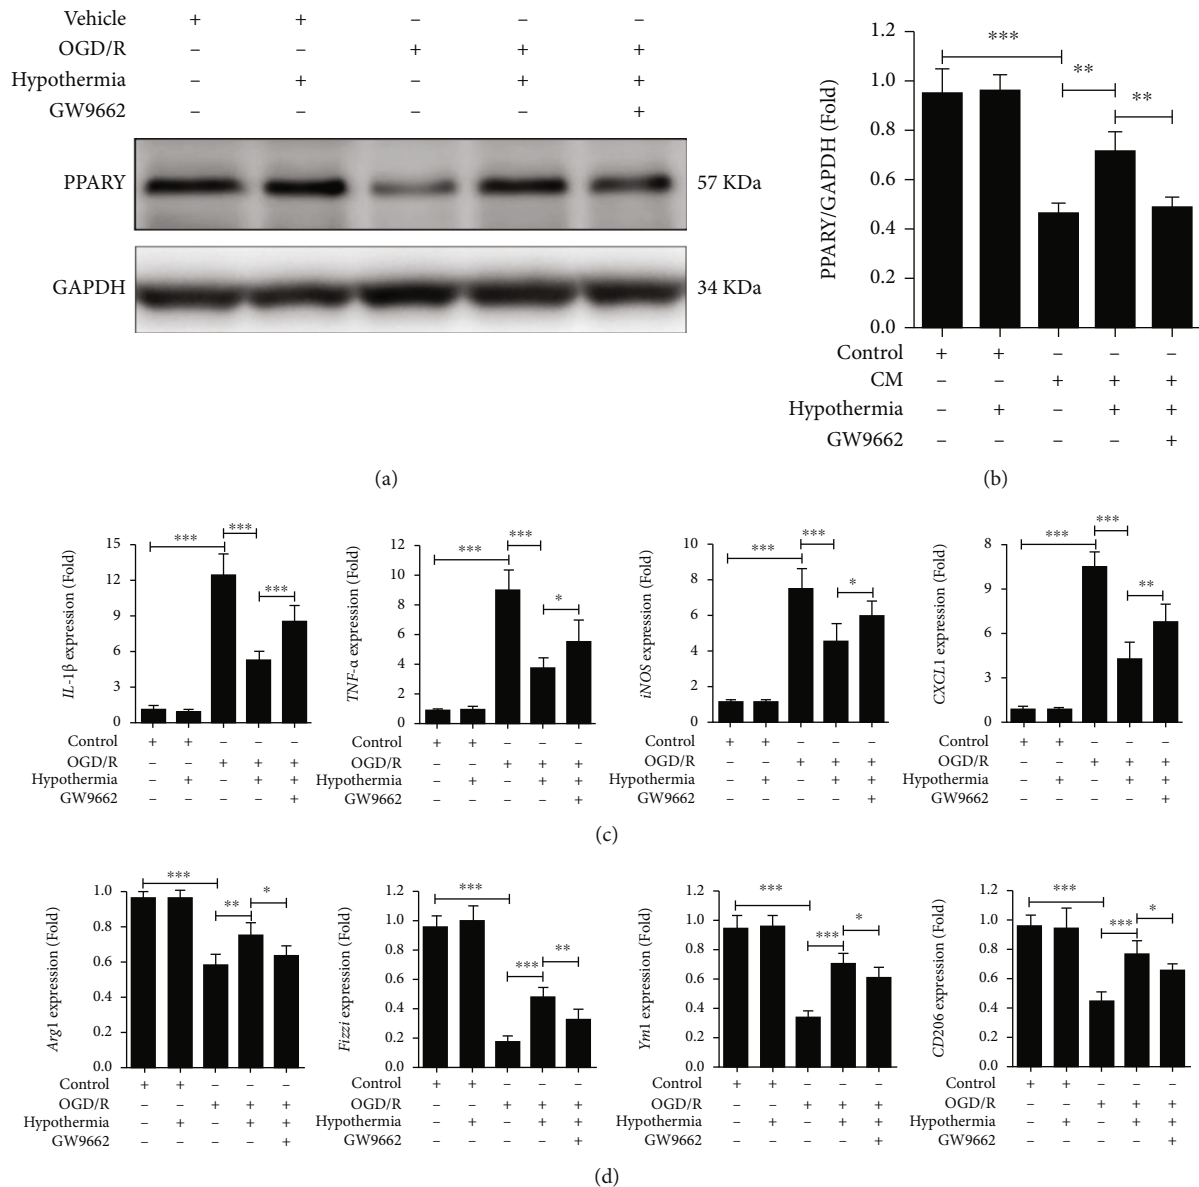 Vehicle + + − − −
OGD/R − − + + +
Hypothermia − + − + +
GW9662 − − − − +
PPARY 57 KDa
GAPDH 34 KDa
(a)
PPARY/GAPDH (Fold)
1.2
1.0
0.8
0.6
0.4
0.2
0.0
*** ** **
Control + + − − −
CM − − + + +
Hypothermia − + − + +
GW9662 − − − − +
(b)
IL-1β expression (Fold)
15
12
9
6
3
0
*** *** ***
Control + + − − −
OGD/R − − + + +
Hypothermia − + − + +
GW9662 − − − − +
TNF-α expression (Fold)
12
10
8
6
4
2
0
*** *** *
Control + + − − −
OGD/R − − + + +
Hypothermia − + − + +
GW9662 − − − − +
iNOS expression (Fold)
10
8
6
4
2
0
*** *** *
Control + + − − −
OGD/R − − + + +
Hypothermia − + − + +
GW9662 − − − − +
CXCL1 expression (Fold)
8
9
6
3
0
*** *** **
Control + + − − −
OGD/R − − + + +
Hypothermia − + − + +
GW9662 − − − − +
(c)
Arg1 expression (Fold)
1.0
0.8
0.6
0.4
0.2
0.0
*** ** *
Control + + − − −
OGD/R − − + + +
Hypothermia − + − + +
GW9662 − − − − +
Fizzi expression (Fold)
1.2
1.0
0.8
0.6
0.4
0.2
0.0
*** *** **
Control + + − − −
OGD/R − − + + +
Hypothermia − + − + +
GW9662 − − − − +
Ym1 expression (Fold)
1.2
1.0
0.8
0.6
0.4
0.2
0.0
*** *** *
Control + + − − −
OGD/R − − + + +
Hypothermia − + − + +
GW9662 − − − − +
CD206 expression (Fold)
1.2
1.0
0.8
0.6
0.4
0.2
0.0
*** *** *
Control + + − − −
OGD/R − − + + +
Hypothermia − + − + +
GW9662 − − − − +
(d)